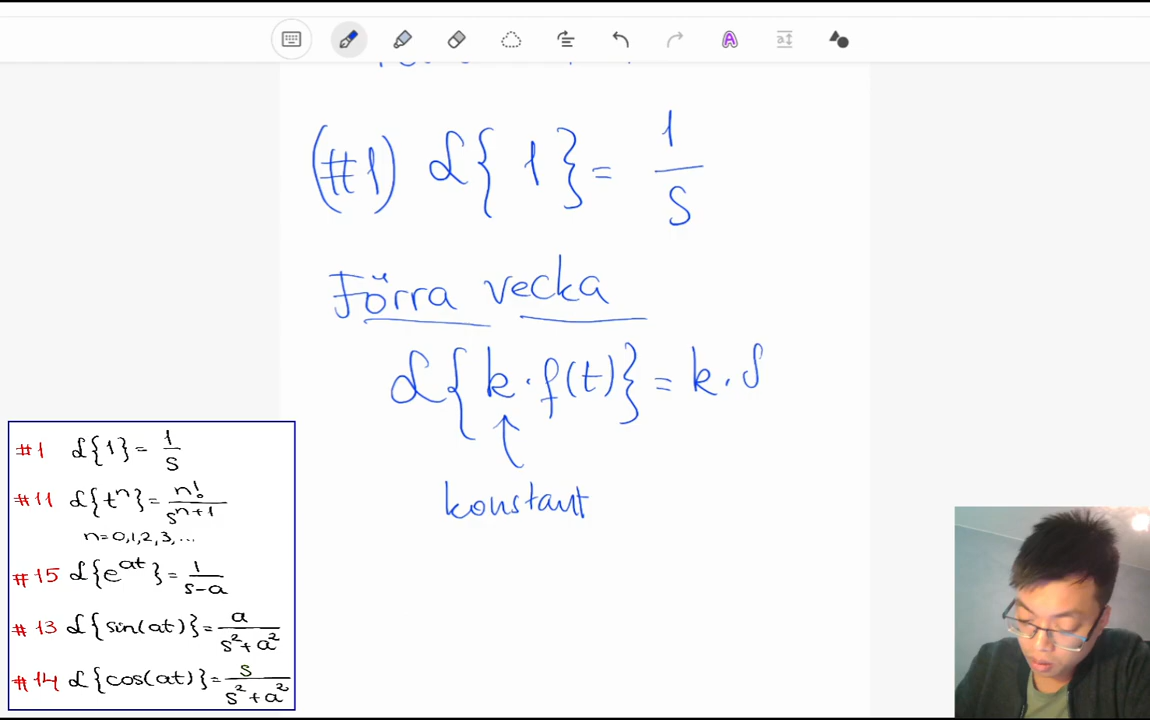 (#1) ℒ{ 1 } = 1/s
Förra vecka
ℒ{k·f(t)} = k·
konstant
#1 ℒ{1} = 1/s
#11 ℒ{tⁿ} = n!/sⁿ⁺¹
n=0,1,2,3,...
#15 ℒ{eᵃᵗ} = 1/(s-a)
#13 ℒ{sin(at)} = a/(s²+a²)
#14 ℒ{cos(at)} = s/(s²+a²)